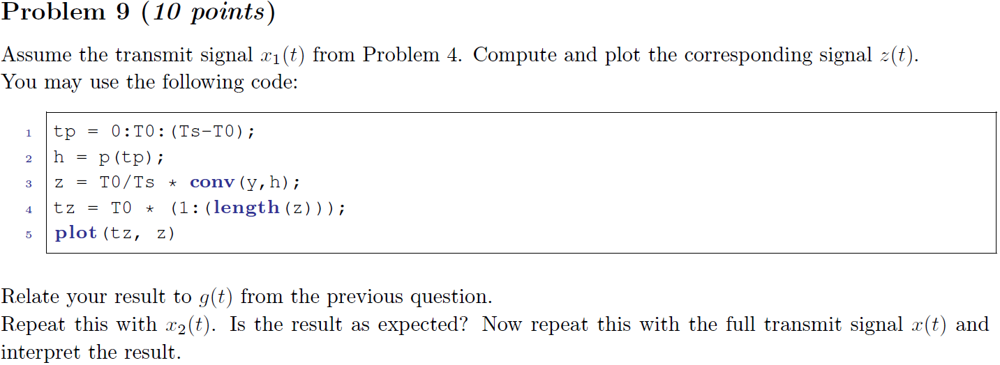 Problem 9 (10 points)
Assume the transmit signal x₁(t) from Problem 4. Compute and plot the corresponding signal z(t).
You may use the following code:
1 tp = 0:T0:(Ts-T0);
2 h = p(tp);
3 z = T0/Ts * conv(y,h);
4 tz = T0 * (1:(length(z)));
5 plot(tz, z)
Relate your result to g(t) from the previous question.
Repeat this with x₂(t). Is the result as expected? Now repeat this with the full transmit signal x(t) and
interpret the result.